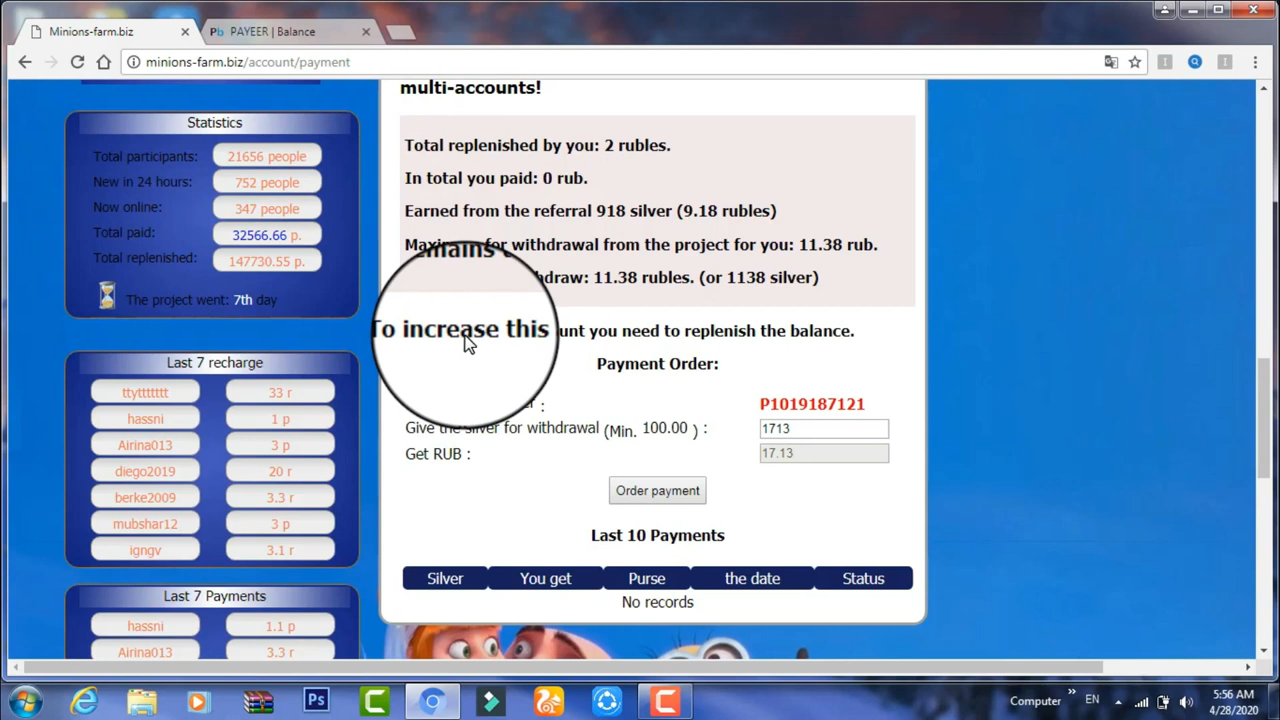 Minions-farm.biz
Pb PAYEER | Balance
minions-farm.biz/account/payment
Statistics
Total participants: 21656 people
New in 24 hours: 752 people
Now online: 347 people
Total paid: 32566.66 p.
Total replenished: 147730.55 p.
The project went: 7th day
Last 7 recharge
ttyttttttt 33 r
hassni 1 p
Airina013 3 p
diego2019 20 r
berke2009 3.3 r
mubshar12 3 p
igngv 3.1 r
Last 7 Payments
hassni 1.1 p
Airina013 3.3 r
multi-accounts!
Total replenished by you: 2 rubles.
In total you paid: 0 rub.
Earned from the referral 918 silver (9.18 rubles)
for withdrawal from the project for you: 11.38 rub.
emains
hdraw: 11.38 rubles. (or 1138 silver)
To increase this unt you need to replenish the balance.
Payment Order:
: P1019187121
Give the silver for withdrawal (Min. 100.00 ) : 1713
Get RUB : 17.13
Order payment
Last 10 Payments
Silver You get Purse the date Status
No records
Ps
Computer » EN
5:56 AM
4/28/2020